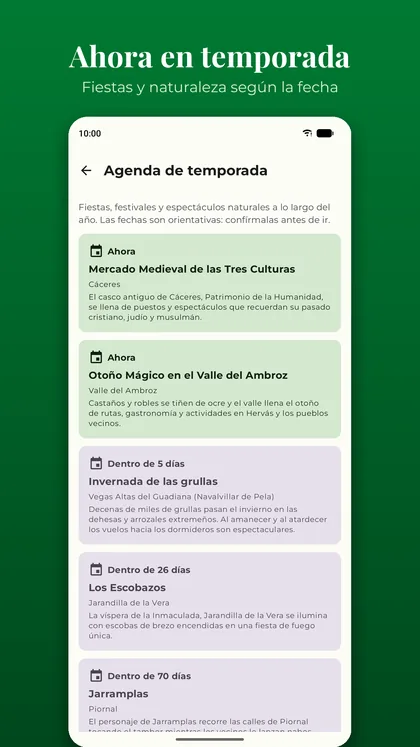 Ahora en temporada
Fiestas y naturaleza según la fecha
10:00
Agenda de temporada
Fiestas, festivales y espectáculos naturales a lo largo del
año. Las fechas son orientativas: confírmalas antes de ir.
Ahora
Mercado Medieval de las Tres Culturas
Cáceres
El casco antiguo de Cáceres, Patrimonio de la Humanidad,
se llena de puestos y espectáculos que recuerdan su pasado
cristiano, judío y musulmán.
Ahora
Otoño Mágico en el Valle del Ambroz
Valle del Ambroz
Castaños y robles se tiñen de ocre y el valle llena el otoño
de rutas, gastronomía y actividades en Hervás y los pueblos
vecinos.
Dentro de 5 días
Invernada de las grullas
Vegas Altas del Guadiana (Navalvillar de Pela)
Decenas de miles de grullas pasan el invierno en las
dehesas y arrozales extremeños. Al amanecer y al atardecer
los vuelos hacia los dormideros son espectaculares.
Dentro de 26 días
Los Escobazos
Jarandilla de la Vera
La víspera de la Inmaculada, Jarandilla de la Vera se ilumina
con escobas de brezo encendidas en una fiesta de fuego
única.
Dentro de 70 días
Jarramplas
Piornal
El personaje de Jarramplas recorre las calles de Piornal
tocando el tambor mientras los vecinos le lanzan nabos